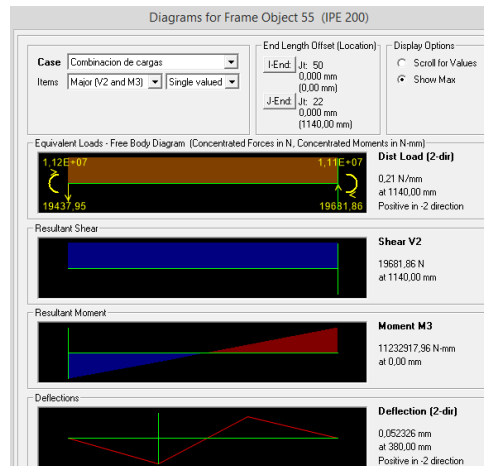 Diagrams for Frame Object 55 (IPE 200)
Case Combinacion de cargas
Items Major (V2 and M3) Single valued
End Length Offset (Location)
I-End: Jt: 50
0,000 mm
(0,00 mm)
J-End: Jt: 22
0,000 mm
(1140,00 mm)
Display Options
Scroll for Values
Show Max
Equivalent Loads - Free Body Diagram (Concentrated Forces in N, Concentrated Moments in N-mm)
1,12E+07 1,11E+07
19437,95 19681,86
Dist Load (2-dir)
0,21 N/mm
at 1140,00 mm
Positive in -2 direction
Resultant Shear
Shear V2
19681,86 N
at 1140,00 mm
Resultant Moment
Moment M3
11232917,96 N-mm
at 0,00 mm
Deflections
Deflection (2-dir)
0,052326 mm
at 380,00 mm
Positive in -2 direction